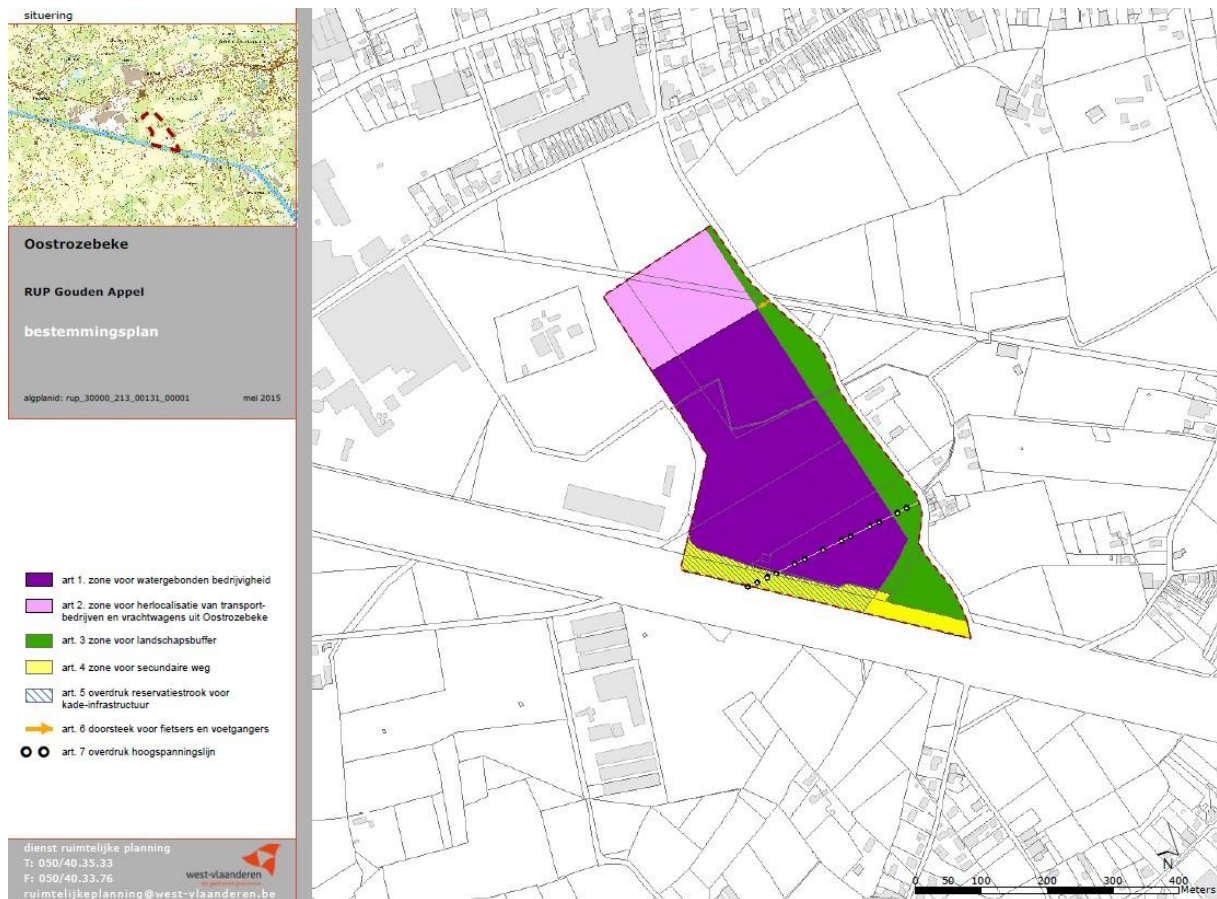 situering
Oostrozebeke
RUP Gouden Appel
bestemmingsplan
algplanid: rup_30000_213_00131_00001 mei 2015
art 1. zone voor watergebonden bedrijvigheid
art 2. zone voor herlocalisatie van transport-
bedrijven en vrachtwagens uit Oostrozebeke
art. 3 zone voor landschapsbuffer
art. 4 zone voor secundaire weg
art. 5 overdruk reservatiestrook voor
kade-infrastructuur
art. 6 doorsteek voor fietsers en voetgangers
art. 7 overdruk hoogspanningslijn
dienst ruimtelijke planning
T: 050/40.35.33
F: 050/40.33.76
ruimtelijkeplanning@west-vlaanderen.be
west-vlaanderen
N
0 50 100 200 300 400
Meters